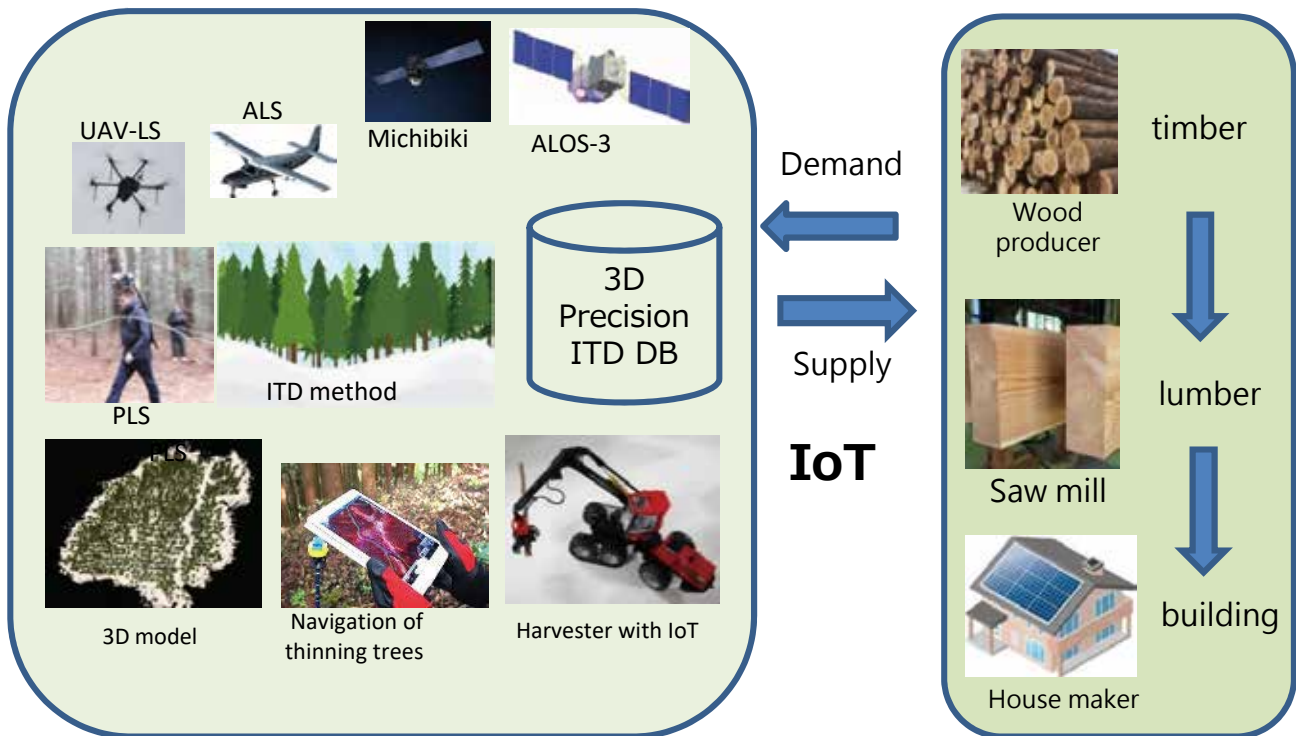 UAV-LS
ALS
Michibiki
ALOS-3
PLS
ITD method
3D
Precision
ITD DB
PLS
3D model
Navigation of
thinning trees
Harvester with IoT
Demand
Supply
IoT
Wood
producer
timber
Saw mill
lumber
House maker
building